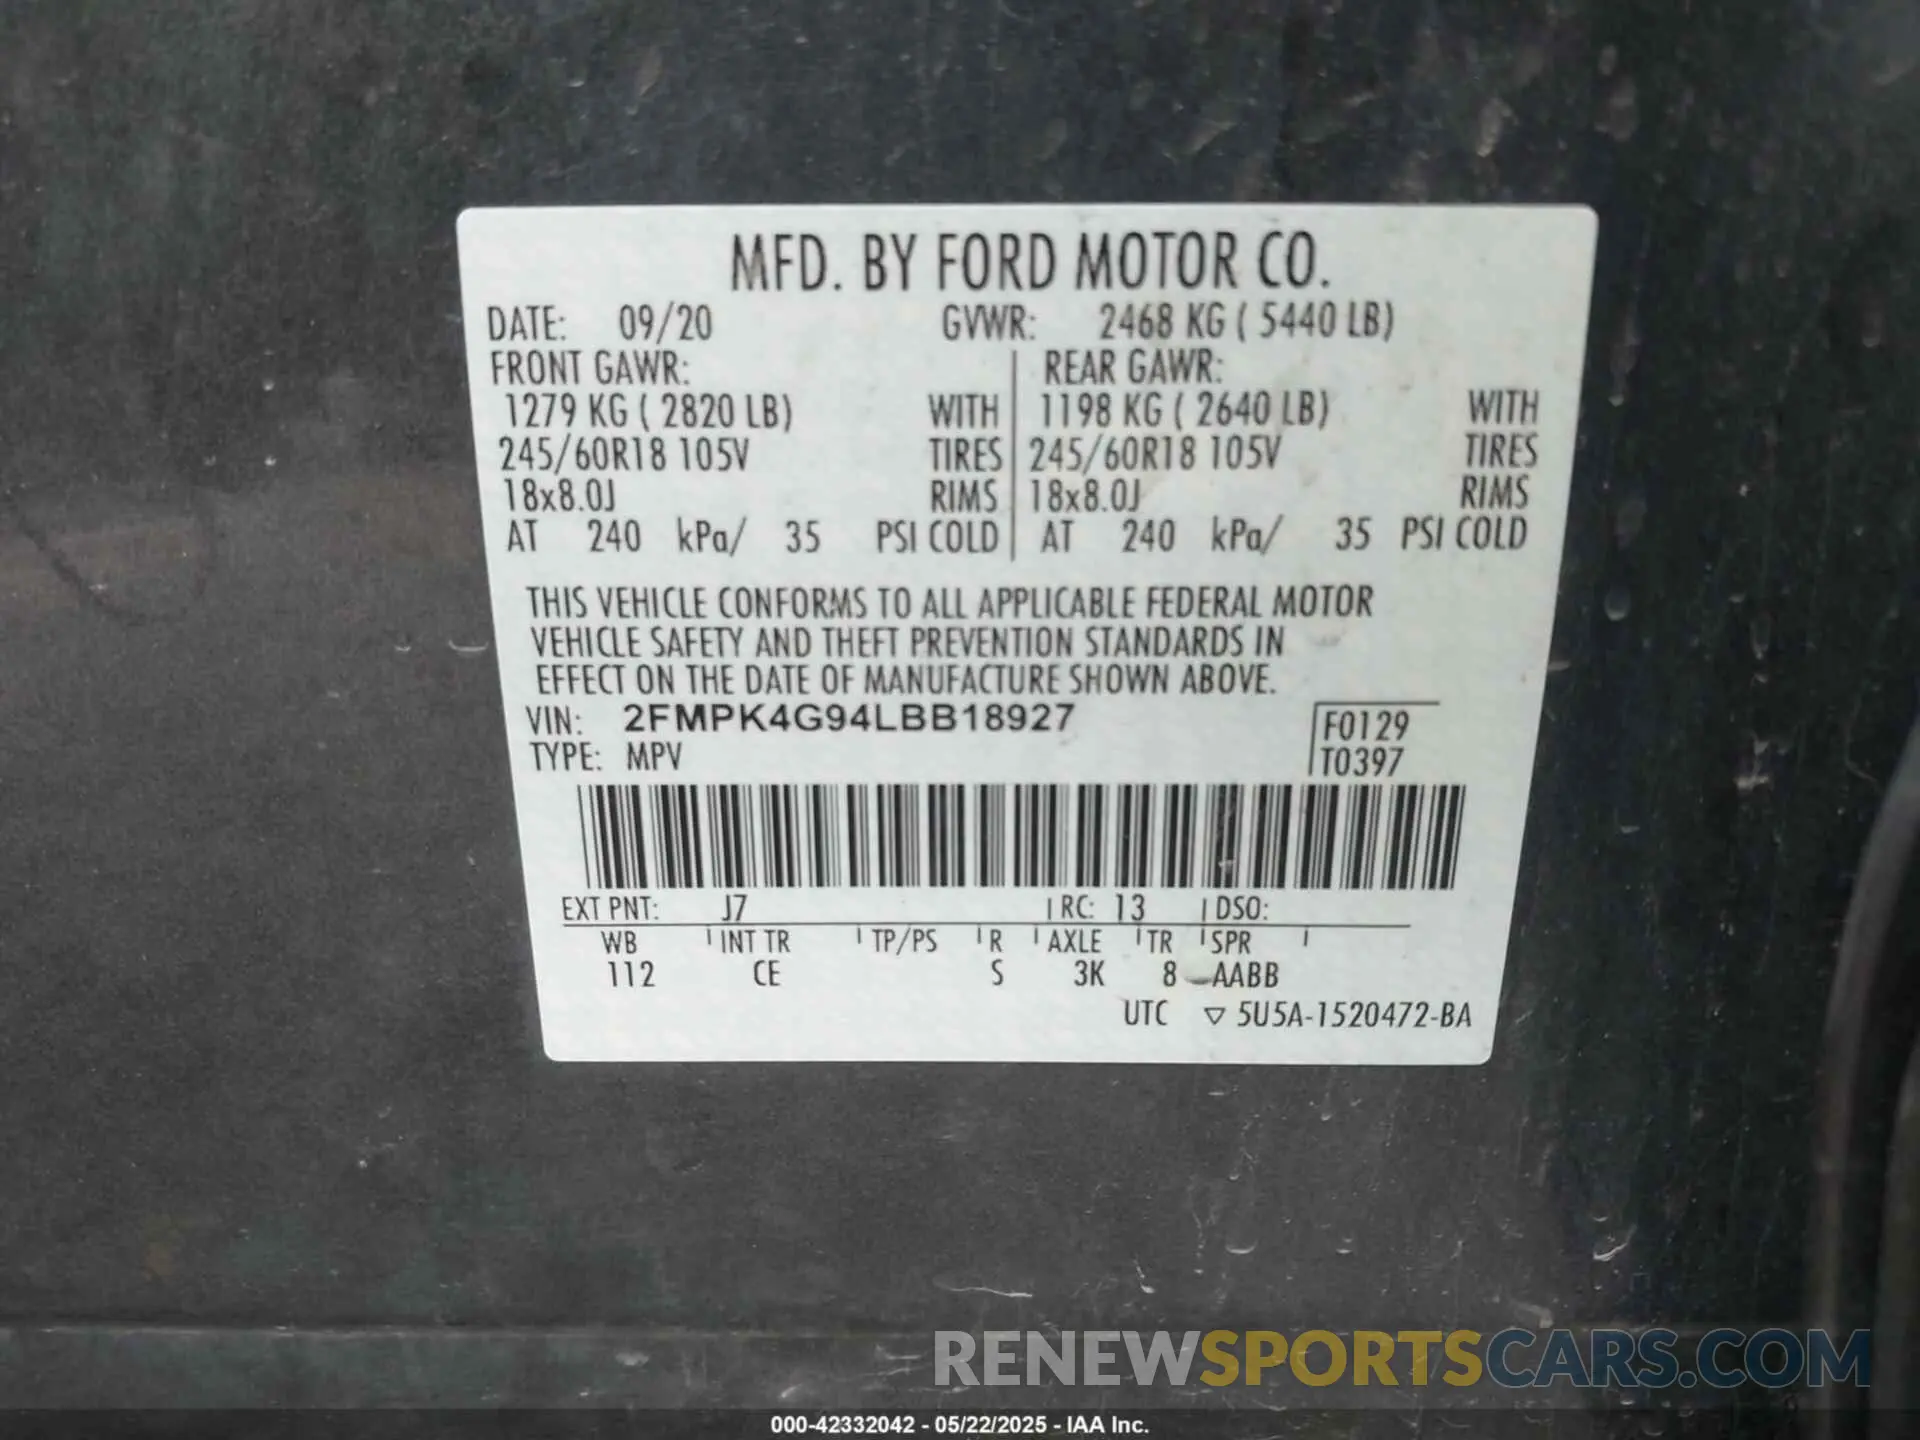 MFD. BY FORD MOTOR CO.
DATE: 09/20 GVWR: 2468 KG ( 5440 LB)
FRONT GAWR: REAR GAWR:
1279 KG ( 2820 LB) WITH 1198 KG ( 2640 LB) WITH
245/60R18 105V TIRES 245/60R18 105V TIRES
18x8.0J RIMS 18x8.0J RIMS
AT 240 kPa/ 35 PSI COLD AT 240 kPa/ 35 PSI COLD
THIS VEHICLE CONFORMS TO ALL APPLICABLE FEDERAL MOTOR
VEHICLE SAFETY AND THEFT PREVENTION STANDARDS IN
EFFECT ON THE DATE OF MANUFACTURE SHOWN ABOVE.
VIN: 2FMPK4G94LBB18927 F0129
TYPE: MPV T0397
EXT PNT: J7 RC: 13 DSO:
WB INT TR TP/PS R AXLE TR SPR
112 CE S 3K 8 AABB
UTC ▽ 5U5A-1520472-BA
RENEWSPORTSCARS.COM
000-42332042 - 05/22/2025 - IAA Inc.